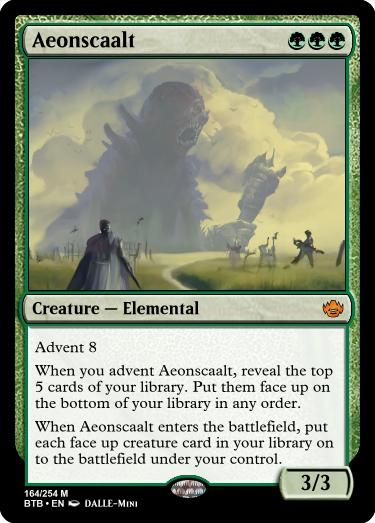 Aeonscaalt
Creature — Elemental
Advent 8
When you advent Aeonscaalt, reveal the top
5 cards of your library. Put them face up on
the bottom of your library in any order.
When Aeonscaalt enters the battlefield, put
each face up creature card in your library on
to the battlefield under your control.
3/3
164/254 M
BTB • EN DALLE-Mini